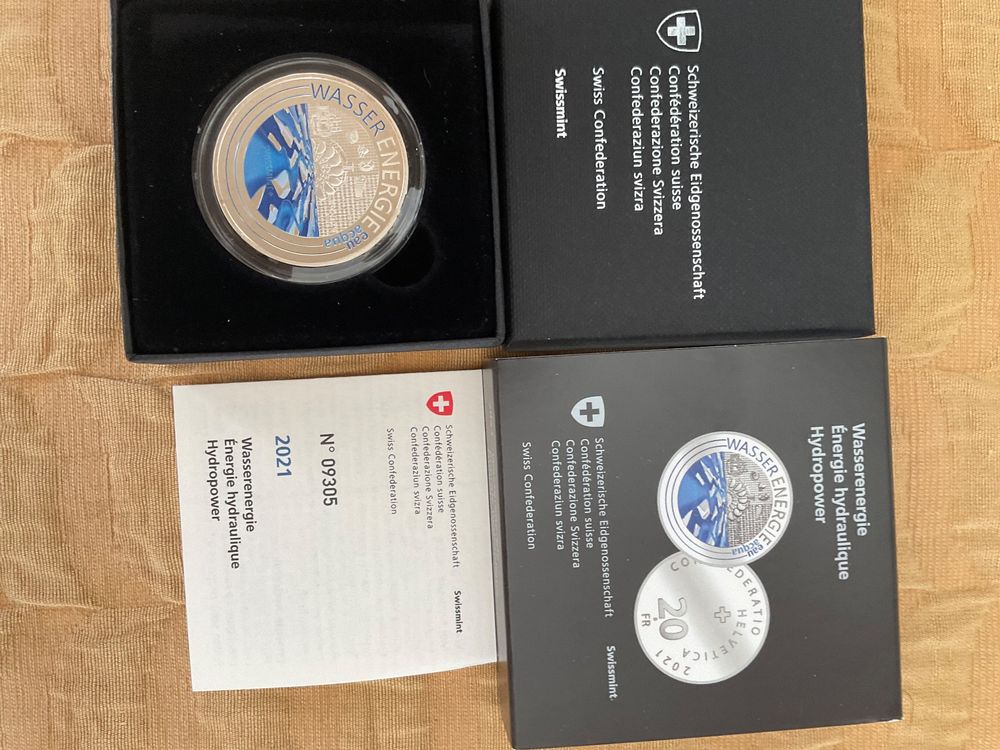 WASSER ENERGIE
eau
acqua
Schweizerische Eidgenossenschaft
Confédération suisse
Confederazione Svizzera
Confederaziun svizra
Swiss Confederation
Swissmint
Schweizerische Eidgenossenschaft
Confédération suisse
Confederazione Svizzera
Confederaziun svizra
Swiss Confederation
Swissmint
N° 09305
2021
Wasserenergie
Énergie hydraulique
Hydropower
Wasserenergie
Énergie hydraulique
Hydropower
WASSER ENERGIE
eau
acqua
CONFOEDERATIO
HELVETICA
2021
20
FR
Schweizerische Eidgenossenschaft
Confédération suisse
Confederazione Svizzera
Confederaziun svizra
Swiss Confederation
Swissmint